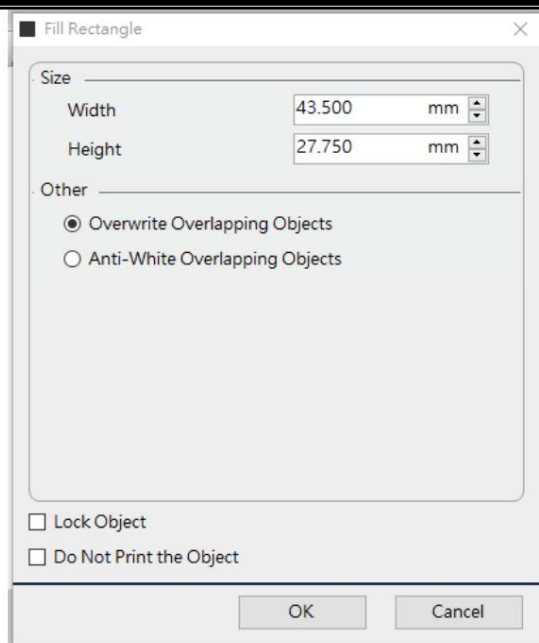 Fill Rectangle
Size
Width 43.500 mm
Height 27.750 mm
Other
Overwrite Overlapping Objects
Anti-White Overlapping Objects
Lock Object
Do Not Print the Object
OK Cancel